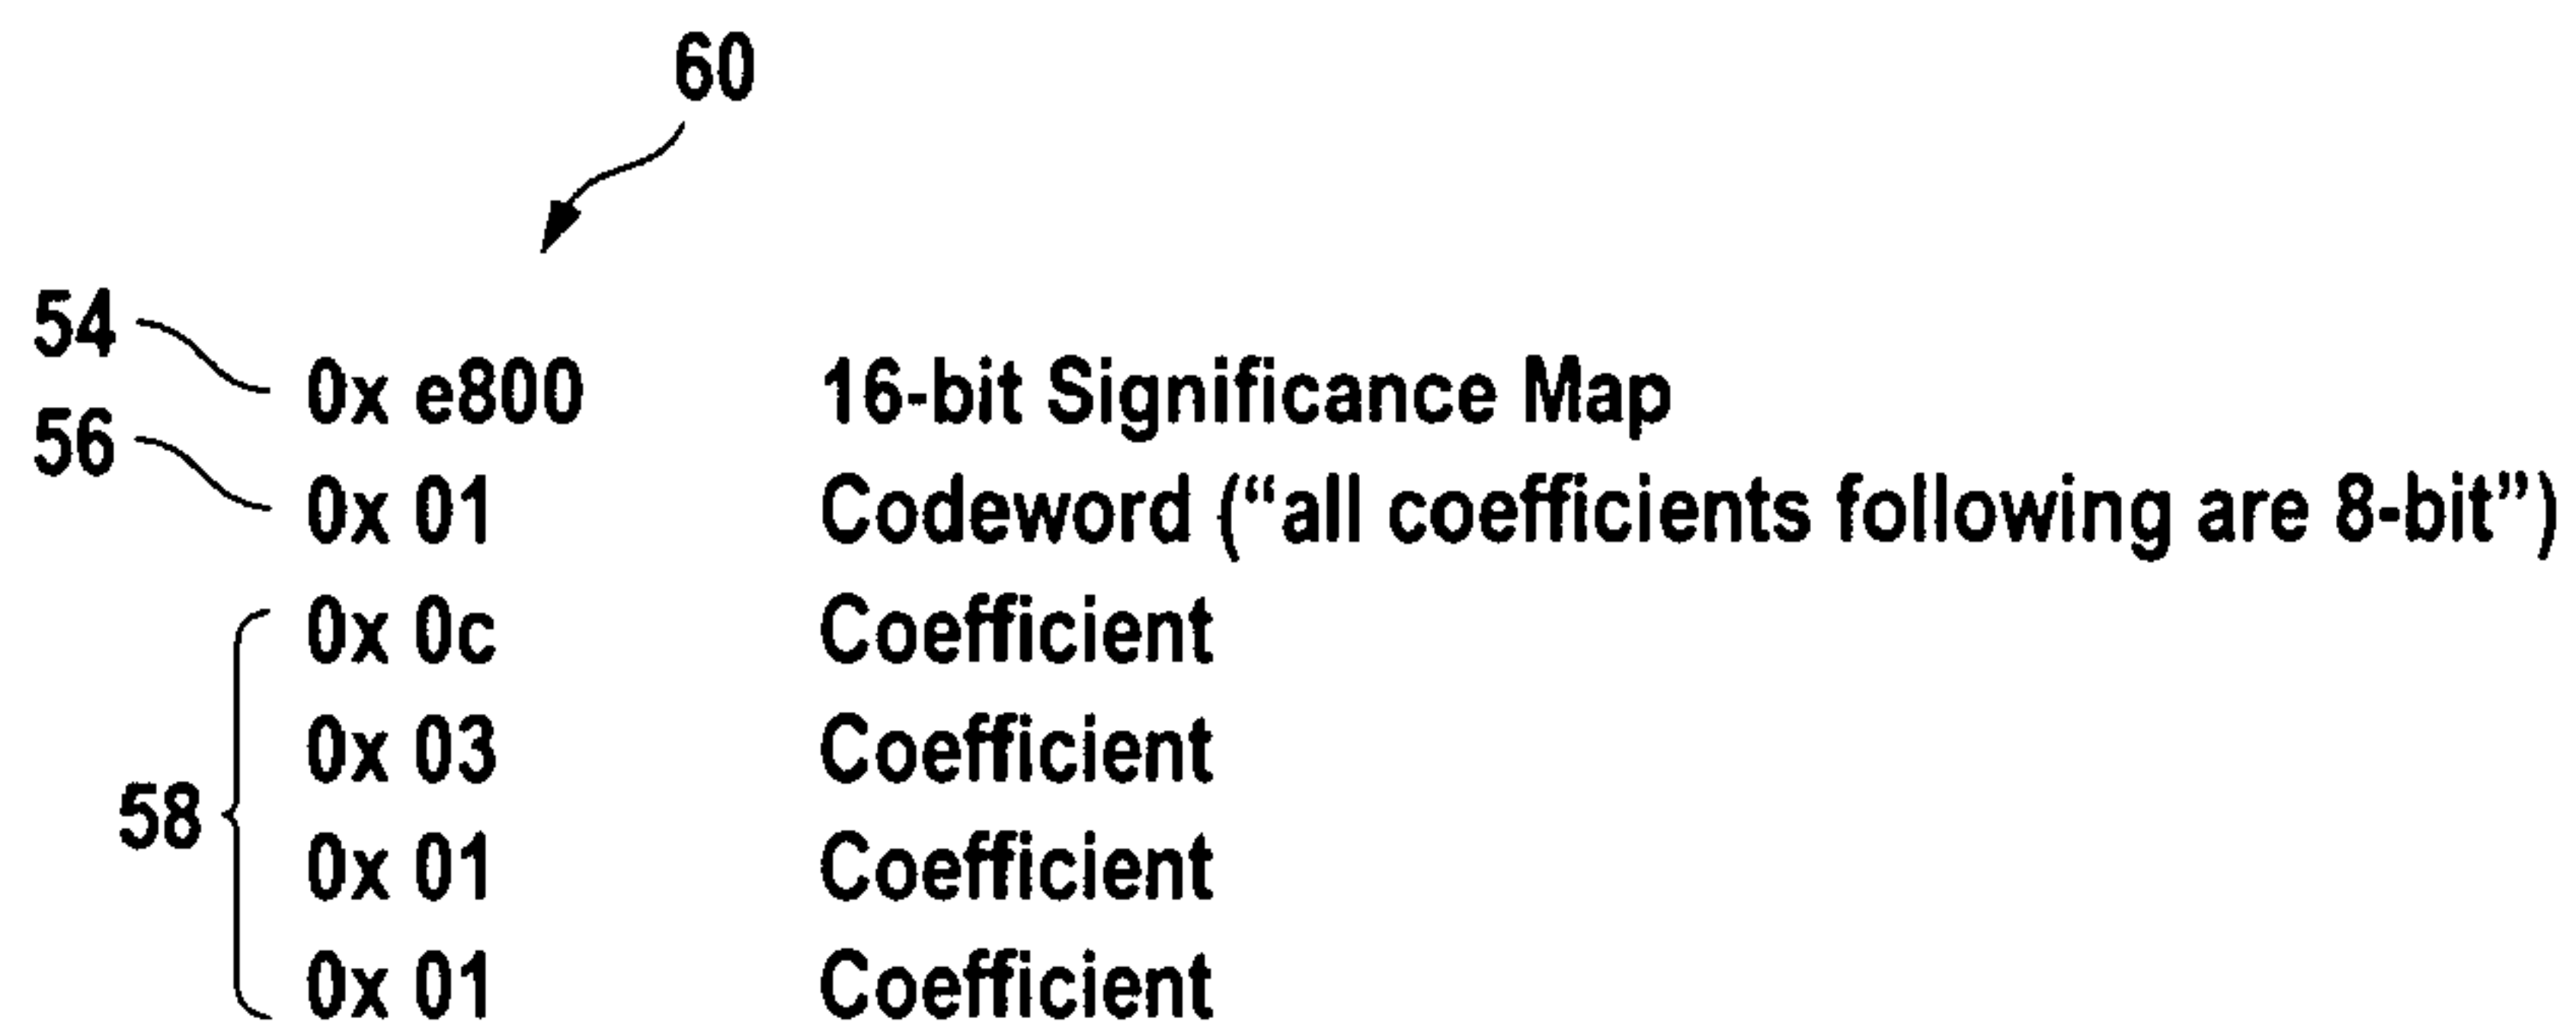 60
54
0x e800 16-bit Significance Map
56
0x 01 Codeword (“all coefficients following are 8-bit”)
0x 0c Coefficient
0x 03 Coefficient
58
0x 01 Coefficient
0x 01 Coefficient